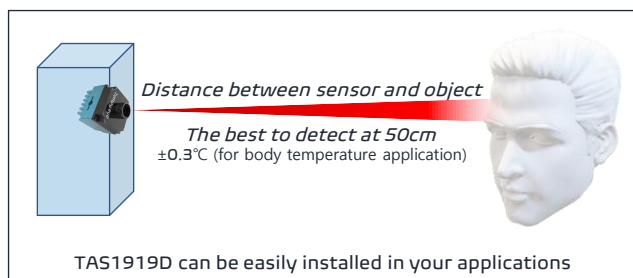 Distance between sensor and object
The best to detect at 50cm
±0.3℃ (for body temperature application)
TAS1919D can be easily installed in your applications